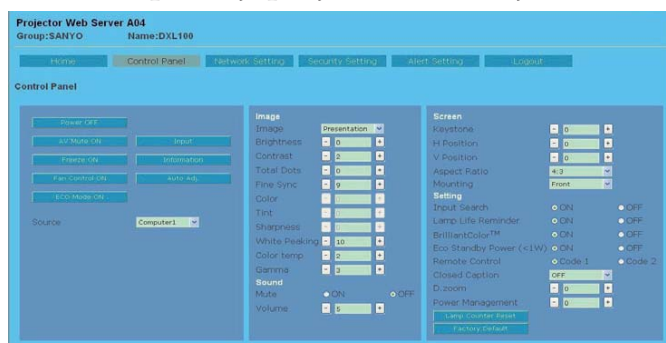 Projector Web Server A04
Group:SANYO Name:DXL100
Home Control Panel Network Setting Security Setting Alert Setting Logout
Control Panel
Power OFF
AV Mute ON Input
Freeze ON Information
Fan Control ON Auto Adj.
ECO Mode ON
Source Computer1
Image
Image Presentation
Brightness - 0 +
Contrast - 2 +
Total Dots - 0 +
Fine Sync - 9 +
Color - +
Tint - +
Sharpness - +
White Peaking - 10 +
Color temp - 2 +
Gamma - 3 +
Sound
Mute ON OFF
Volume - 5 +
Screen
Keystone - 0 +
H Position - 0 +
V Position - 0 +
Aspect Ratio 4:3
Mounting Front
Setting
Input Search ON OFF
Lamp Life Reminder ON OFF
BrilliantColor™ ON OFF
Eco Standby Power (<1W) ON OFF
Remote Control Code 1 Code 2
Closed Caption OFF
D.zoom - 0 +
Power Management - 0 +
Lamp Counter Reset
Factory Default